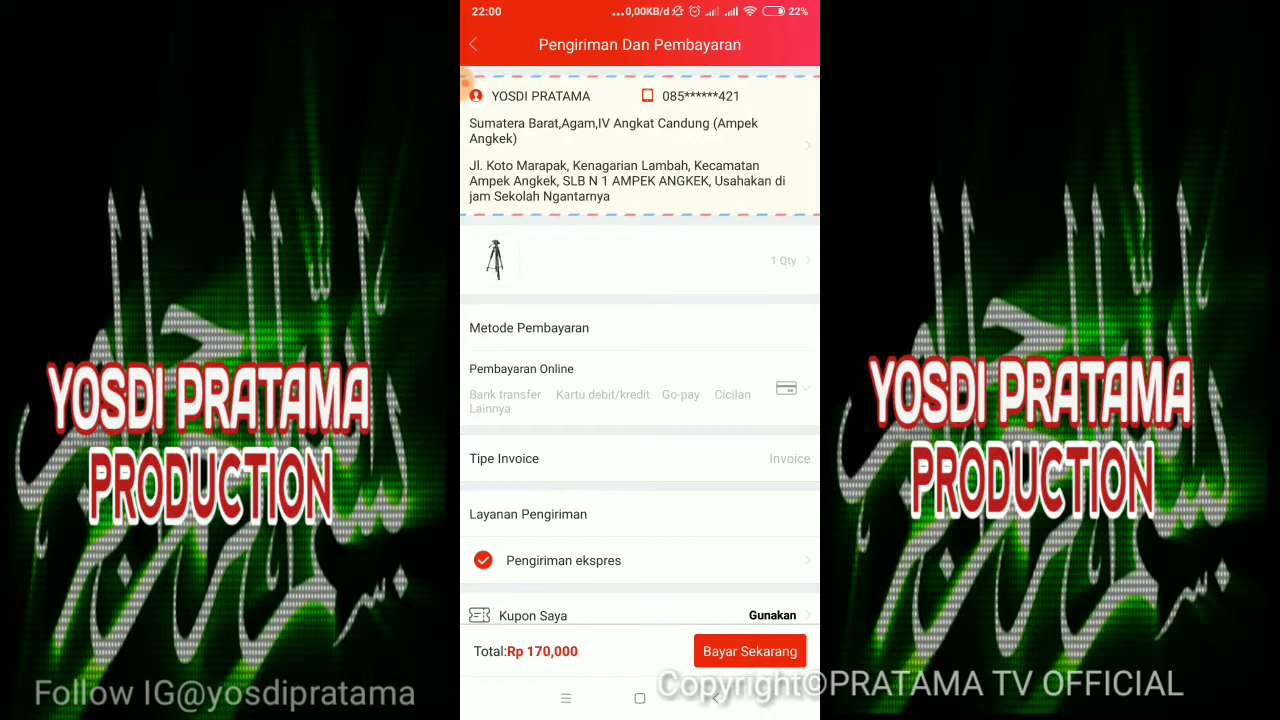 22:00
...0,00KB/d
22%
Pengiriman Dan Pembayaran
YOSDI PRATAMA
085******421
Sumatera Barat,Agam,IV Angkat Candung (Ampek
Angkek)
Jl. Koto Marapak, Kenagarian Lambah, Kecamatan
Ampek Angkek, SLB N 1 AMPEK ANGKEK, Usahakan di
jam Sekolah Ngantarnya
1 Qty
Metode Pembayaran
Pembayaran Online
Bank transfer Kartu debit/kredit Go-pay Cicilan
Lainnya
Tipe Invoice
Invoice
Layanan Pengiriman
Pengiriman ekspres
Kupon Saya
Gunakan
Total:Rp 170,000
Bayar Sekarang
YOSDI PRATAMA
PRODUCTION
YOSDI PRATAMA
PRODUCTION
Follow IG@yosdipratama
Copyright©PRATAMA TV OFFICIAL